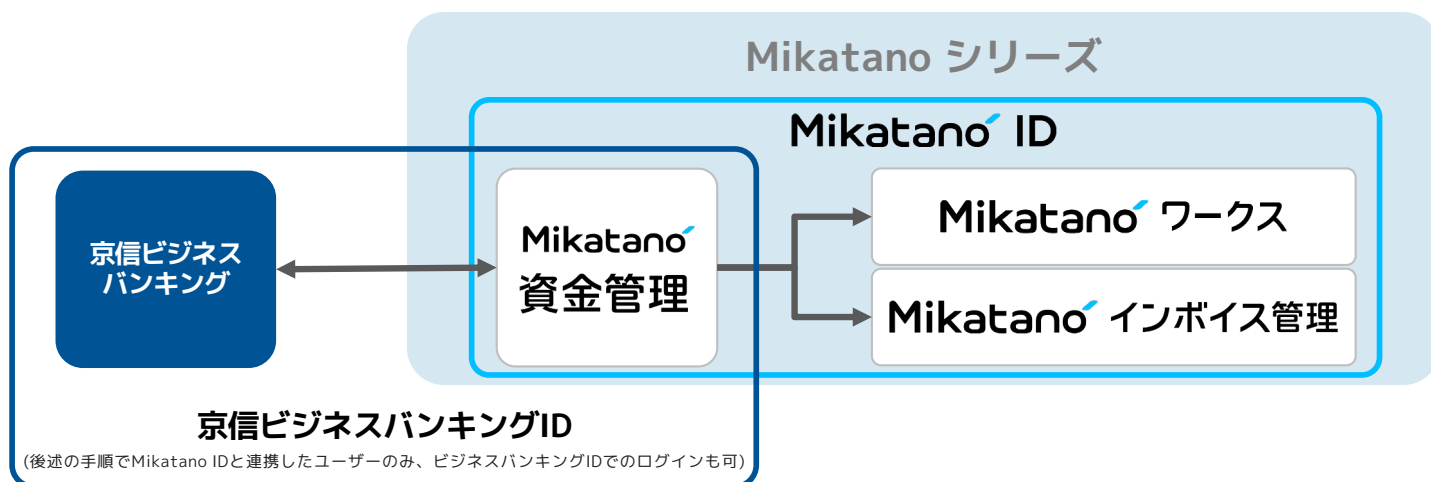 Mikatano シリーズ
Mikatano ID
京信ビジネス
バンキング
Mikatano
資金管理
Mikatano ワークス
Mikatano インボイス管理
京信ビジネスバンキングID
(後述の手順でMikatano IDと連携したユーザーのみ、ビジネスバンキングIDでのログインも可)